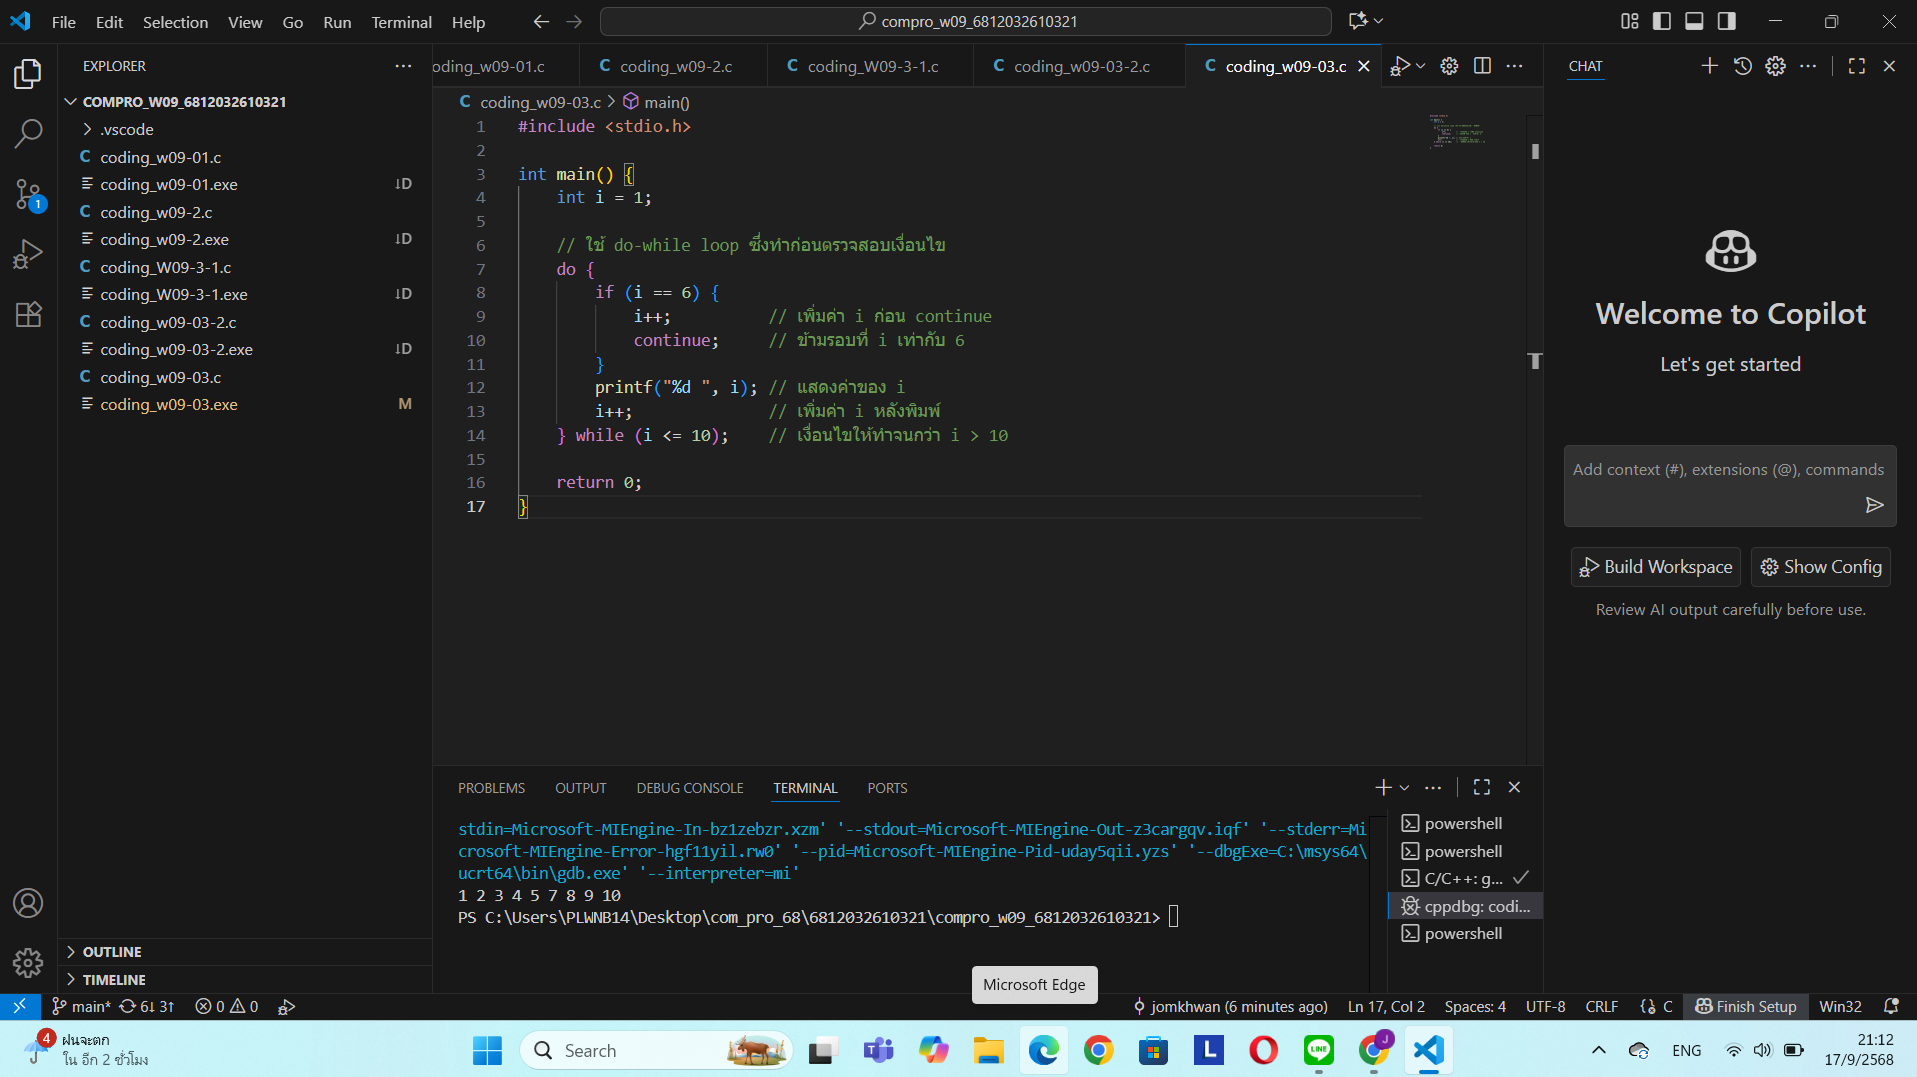 File Edit Selection View Go Run Terminal Help
compro_w09_6812032610321
EXPLORER
COMPRO_W09_6812032610321
.vscode
C coding_w09-01.c
coding_w09-01.exe ↓D
C coding_w09-2.c
coding_w09-2.exe ↓D
C coding_W09-3-1.c
coding_W09-3-1.exe ↓D
C coding_w09-03-2.c
coding_w09-03-2.exe ↓D
C coding_w09-03.c
coding_w09-03.exe M
OUTLINE
TIMELINE
1
oding_w09-01.c C coding_w09-2.c C coding_W09-3-1.c C coding_w09-03-2.c C coding_w09-03.c
C coding_w09-03.c > main()
1 #include <stdio.h>
2
3 int main() {
4 int i = 1;
5
6 // ใช้ do-while loop ซึ่งทำก่อนตรวจสอบเงื่อนไข
7 do {
8 if (i == 6) {
9 i++; // เพิ่มค่า i ก่อน continue
10 continue; // ข้ามรอบที่ i เท่ากับ 6
11 }
12 printf("%d ", i); // แสดงค่าของ i
13 i++; // เพิ่มค่า i หลังพิมพ์
14 } while (i <= 10); // เงื่อนไขให้ทำจนกว่า i > 10
15
16 return 0;
17 }
PROBLEMS OUTPUT DEBUG CONSOLE TERMINAL PORTS
stdin=Microsoft-MIEngine-In-bz1zebzr.xzm' '--stdout=Microsoft-MIEngine-Out-z3cargqv.iqf' '--stderr=Mi
crosoft-MIEngine-Error-hgf11yil.rw0' '--pid=Microsoft-MIEngine-Pid-uday5qii.yzs' '--dbgExe=C:\msys64\
ucrt64\bin\gdb.exe' '--interpreter=mi'
1 2 3 4 5 7 8 9 10
PS C:\Users\PLWNB14\Desktop\com_pro_68\6812032610321\compro_w09_6812032610321>
powershell
powershell
C/C++: g...
cppdbg: codi...
powershell
CHAT
Welcome to Copilot
Let's get started
Add context (#), extensions (@), commands
Build Workspace Show Config
Review AI output carefully before use.
Microsoft Edge
main* 6↓ 3↑ 0 0 jomkhwan (6 minutes ago) Ln 17, Col 2 Spaces: 4 UTF-8 CRLF C Finish Setup Win32
4
ฝนจะตก
ใน อีก 2 ชั่วโมง
Search
L
LINE
J
ENG
21:12
17/9/2568